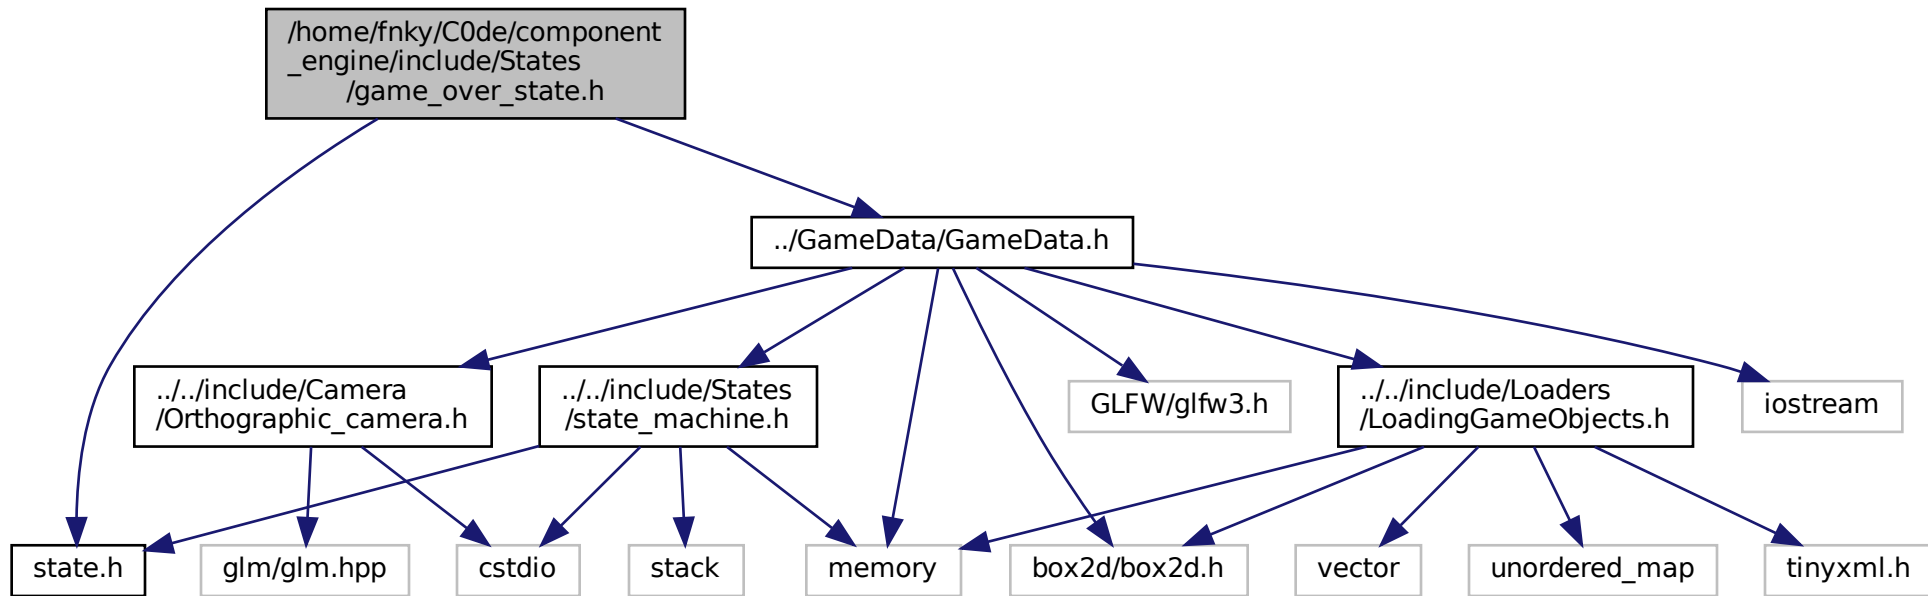 /home/fnky/C0de/component
_engine/include/States
/game_over_state.h
../GameData/GameData.h
../../include/Camera
/Orthographic_camera.h
../../include/States
/state_machine.h
GLFW/glfw3.h
../../include/Loaders
/LoadingGameObjects.h
iostream
state.h
glm/glm.hpp
cstdio
stack
memory
box2d/box2d.h
vector
unordered_map
tinyxml.h